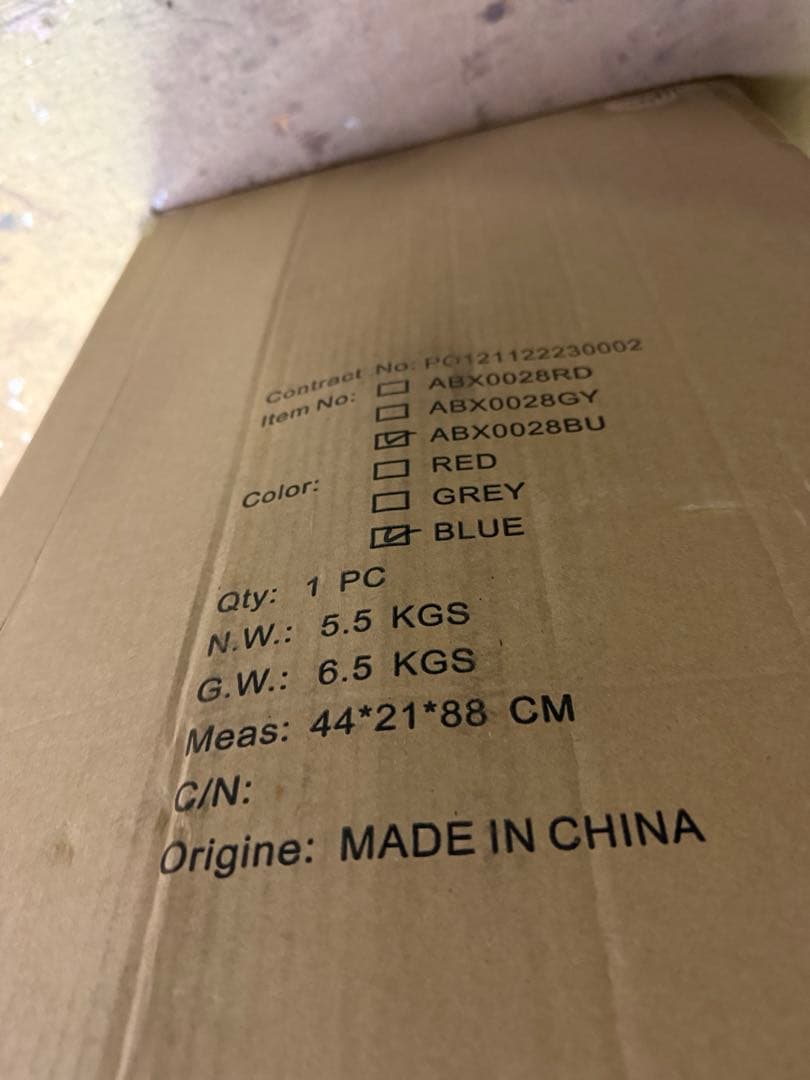 Contract No: PO121122230002
Item No: ☐ ABX0028RD
☐ ABX0028GY
☑ ABX0028BU
Color: ☐ RED
☐ GREY
☑ BLUE
Qty: 1 PC
N.W.: 5.5 KGS
G.W.: 6.5 KGS
Meas: 44*21*88 CM
C/N:
Origine: MADE IN CHINA